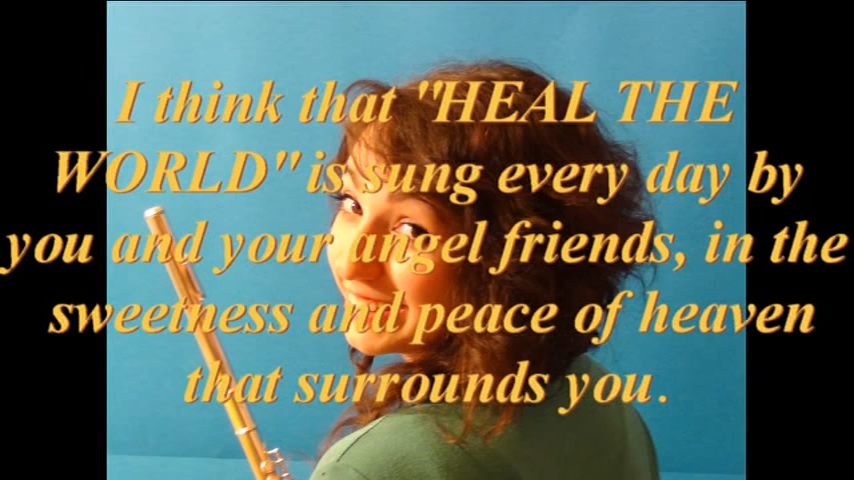 I think that "HEAL THE
WORLD" is sung every day by
you and your angel friends, in the
sweetness and peace of heaven
that surrounds you.